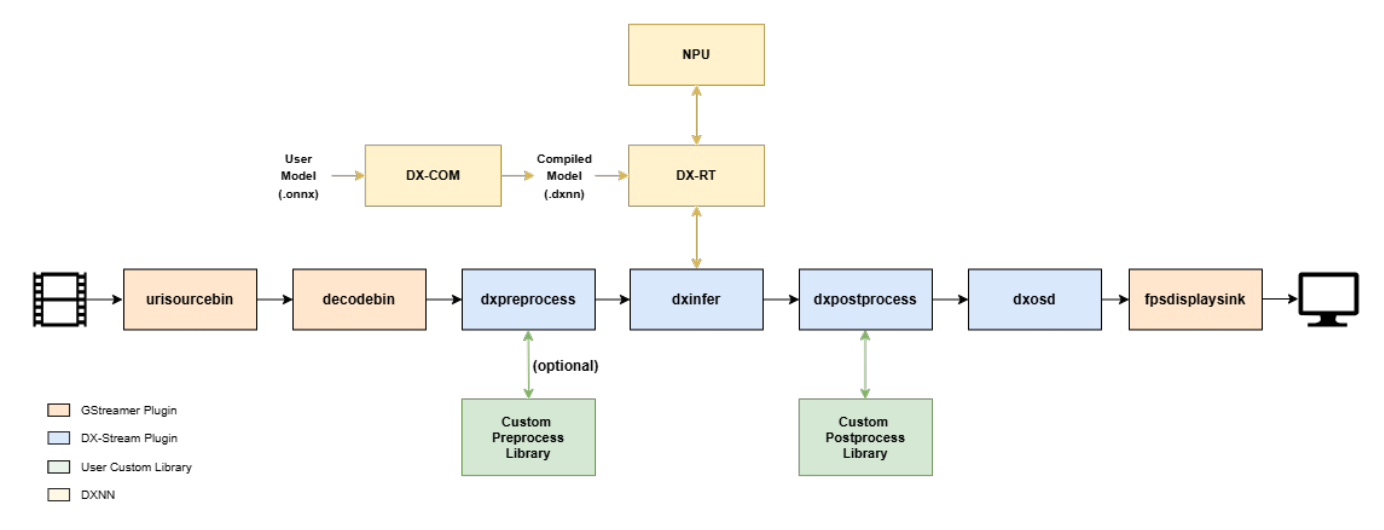 NPU
User
Model
(.onnx)
DX-COM
Compiled
Model
(.dxnn)
DX-RT
urisourcebin
decodebin
dxpreprocess
dxinfer
dxpostprocess
dxosd
fpsdisplaysink
(optional)
Custom
Preprocess
Library
Custom
Postprocess
Library
GStreamer Plugin
DX-Stream Plugin
User Custom Library
DXNN